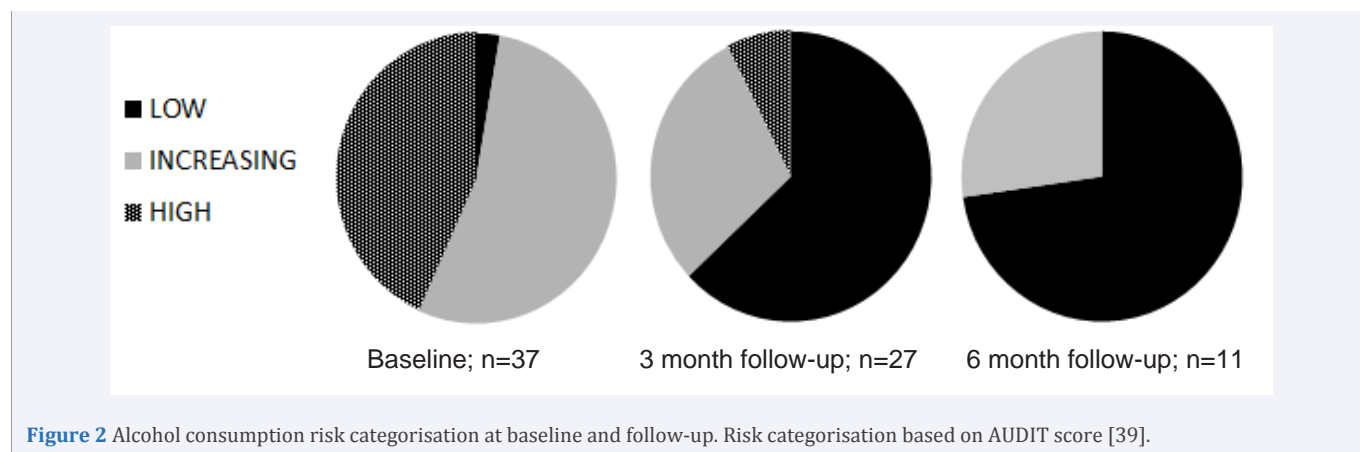 LOW
INCREASING
HIGH
Baseline; n=37
3 month follow-up; n=27
6 month follow-up; n=11
Figure 2 Alcohol consumption risk categorisation at baseline and follow-up. Risk categorisation based on AUDIT score [39].